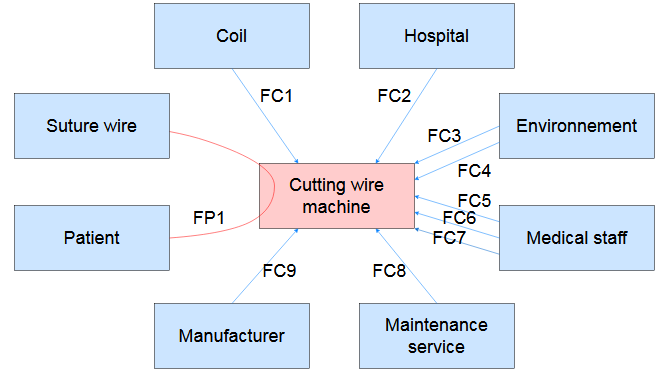 Coil
Hospital
FC1
FC2
Suture wire
Environnement
FC3
FC4
Cutting wire
machine
FC5
FC6
FC7
Patient
FP1
Medical staff
FC9
FC8
Manufacturer
Maintenance
service